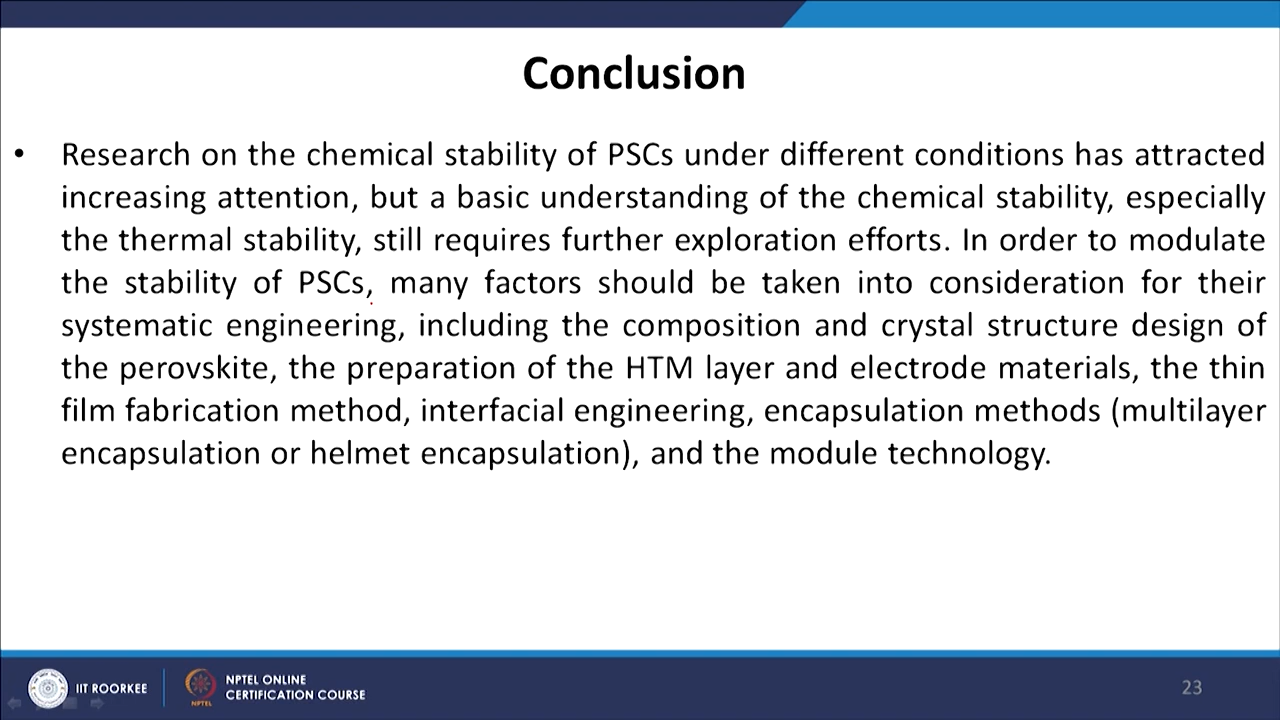 Conclusion
• Research on the chemical stability of PSCs under different conditions has attracted
increasing attention, but a basic understanding of the chemical stability, especially
the thermal stability, still requires further exploration efforts. In order to modulate
the stability of PSCs, many factors should be taken into consideration for their
systematic engineering, including the composition and crystal structure design of
the perovskite, the preparation of the HTM layer and electrode materials, the thin
film fabrication method, interfacial engineering, encapsulation methods (multilayer
encapsulation or helmet encapsulation), and the module technology.
IIT ROORKEE
NPTEL
NPTEL ONLINE
CERTIFICATION COURSE
23